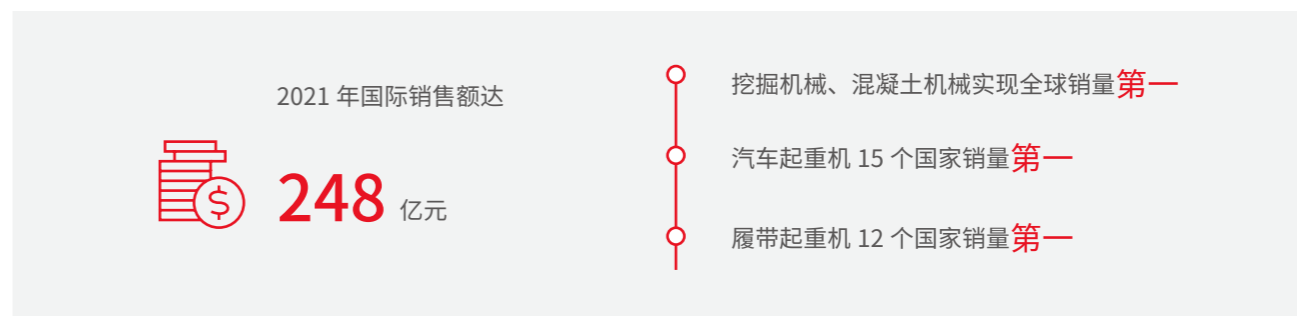 2021 年国际销售额达
248 亿元
挖掘机械、混凝土机械实现全球销量第一
汽车起重机 15 个国家销量第一
履带起重机 12 个国家销量第一